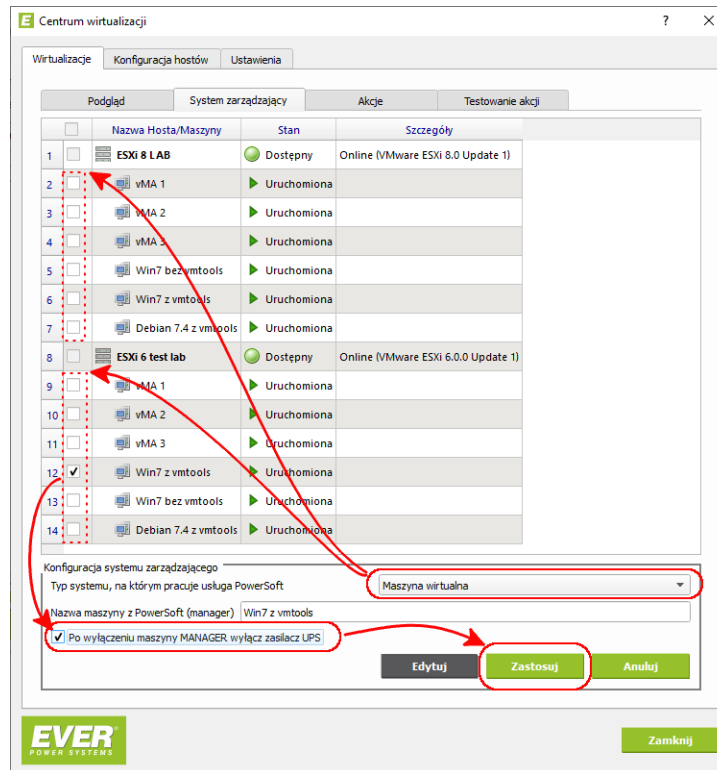 Centrum wirtualizacji ? ×
Wirtualizacje Konfiguracja hostów Ustawienia
Podgląd System zarządzający Akcje Testowanie akcji
Nazwa Hosta/Maszyny Stan Szczegóły
1 ESXi 8 LAB Dostępny Online (VMware ESXi 8.0 Update 1)
2 vMA 1 Uruchomiona
3 vMA 2 Uruchomiona
4 vMA 3 Uruchomiona
5 Win7 bez vmtools Uruchomiona
6 Win7 z vmtools Uruchomiona
7 Debian 7.4 z vmtools Uruchomiona
8 ESXi 6 test lab Dostępny Online (VMware ESXi 6.0.0 Update 1)
9 vMA 1 Uruchomiona
10 vMA 2 Uruchomiona
11 vMA 3 Uruchomiona
12 Win7 z vmtools Uruchomiona
13 Win7 bez vmtools Uruchomiona
14 Debian 7.4 z vmtools Uruchomiona
Konfiguracja systemu zarządzającego
Typ systemu, na którym pracuje usługa PowerSoft Maszyna wirtualna
Nazwa maszyny z PowerSoft (manager) Win7 z vmtools
Po wyłączeniu maszyny MANAGER wyłącz zasilacz UPS
Edytuj Zastosuj Anuluj
EVER
POWER SYSTEMS
Zamknij